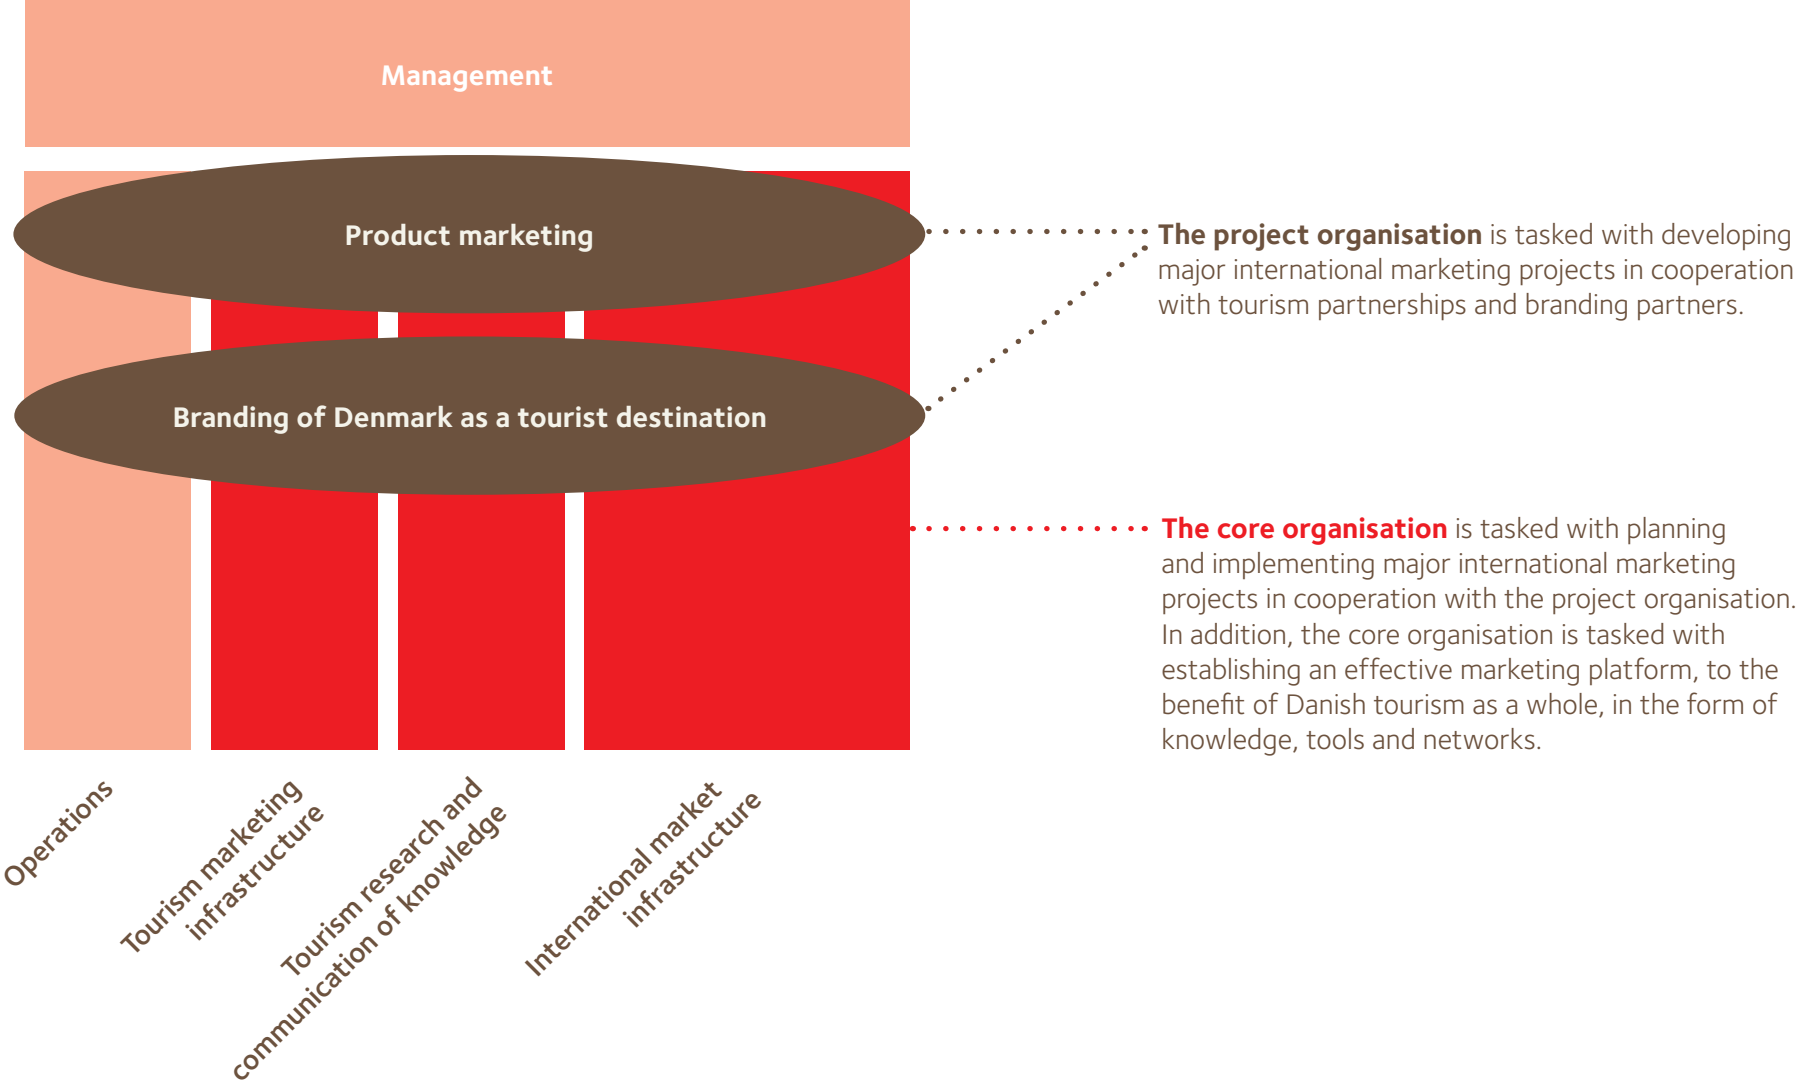 Management
Product marketing
Branding of Denmark as a tourist destination
The project organisation is tasked with developing
major international marketing projects in cooperation
with tourism partnerships and branding partners.
The core organisation is tasked with planning
and implementing major international marketing
projects in cooperation with the project organisation.
In addition, the core organisation is tasked with
establishing an effective marketing platform, to the
benefit of Danish tourism as a whole, in the form of
knowledge, tools and networks.
Operations
Tourism marketing
infrastructure
Tourism research and
communication of knowledge
International market
infrastructure